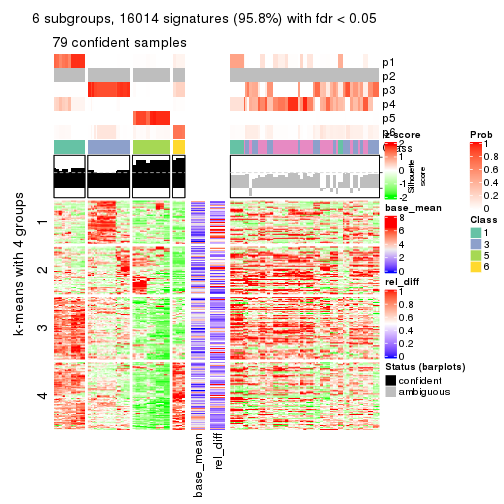 6 subgroups, 16014 signatures (95.8%) with fdr < 0.05
79 confident samples
p1
p2
p3
p4
p5
p6
Class
z-score
2
1
0
-1
-2
Silhouette
score
base_mean
8
6
4
2
0
rel_diff
1
0.8
0.6
0.4
0.2
0
Prob
1
0.8
0.6
0.4
0.2
0
Class
1
3
5
6
Status (barplots)
confident
ambiguous
k-means with 4 groups
1
2
3
4
base_mean
rel_diff